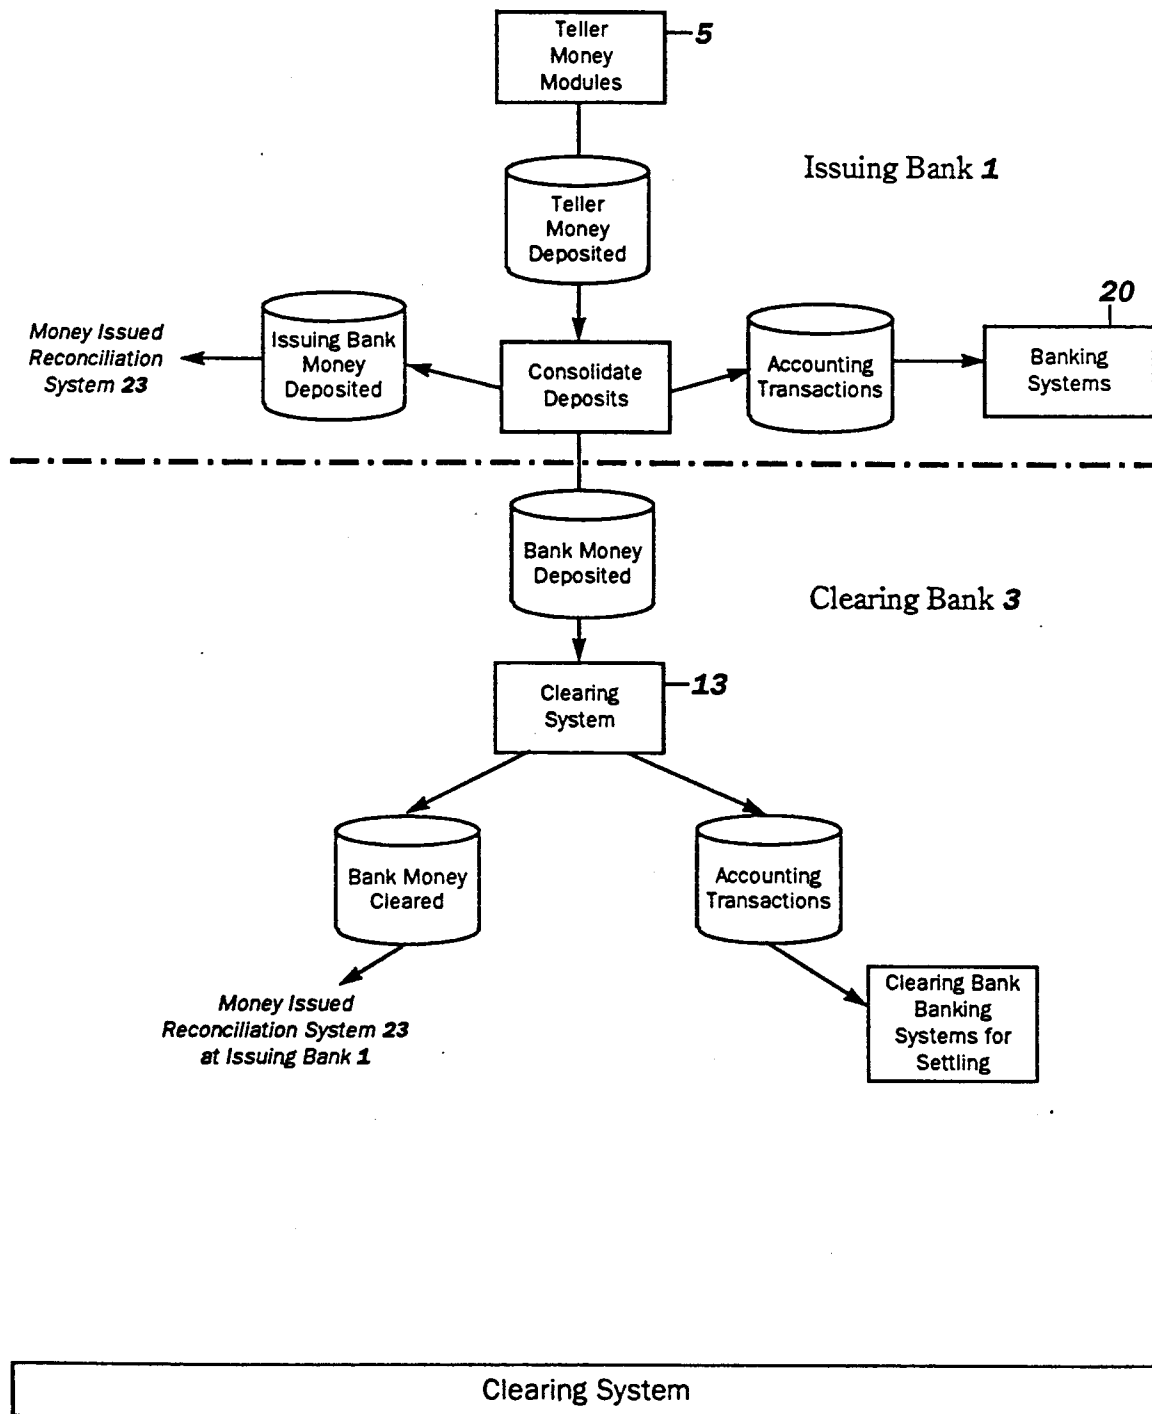 Teller
Money
Modules
5
Issuing Bank 1
Teller
Money
Deposited
20
Money Issued
Reconciliation
System 23
Issuing Bank
Money
Deposited
Consolidate
Deposits
Accounting
Transactions
Banking
Systems
Bank Money
Deposited
Clearing Bank 3
Clearing
System
13
Bank Money
Cleared
Accounting
Transactions
Money Issued
Reconciliation System 23
at Issuing Bank 1
Clearing Bank
Banking
Systems for
Settling
Clearing System